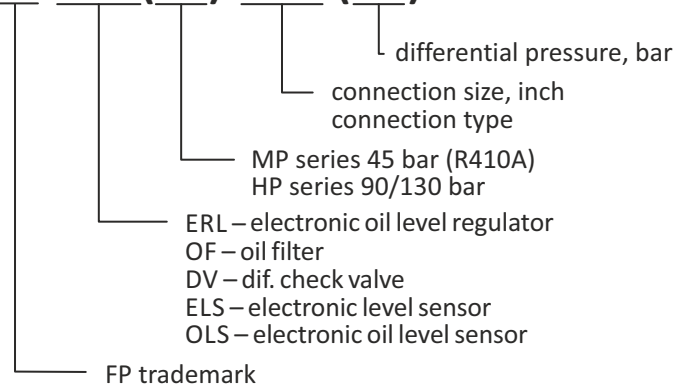 differential pressure, bar
connection size, inch
connection type
MP series 45 bar (R410A)
HP series 90/130 bar
ERL – electronic oil level regulator
OF – oil filter
DV – dif. check valve
ELS – electronic level sensor
OLS – electronic oil level sensor
FP trademark